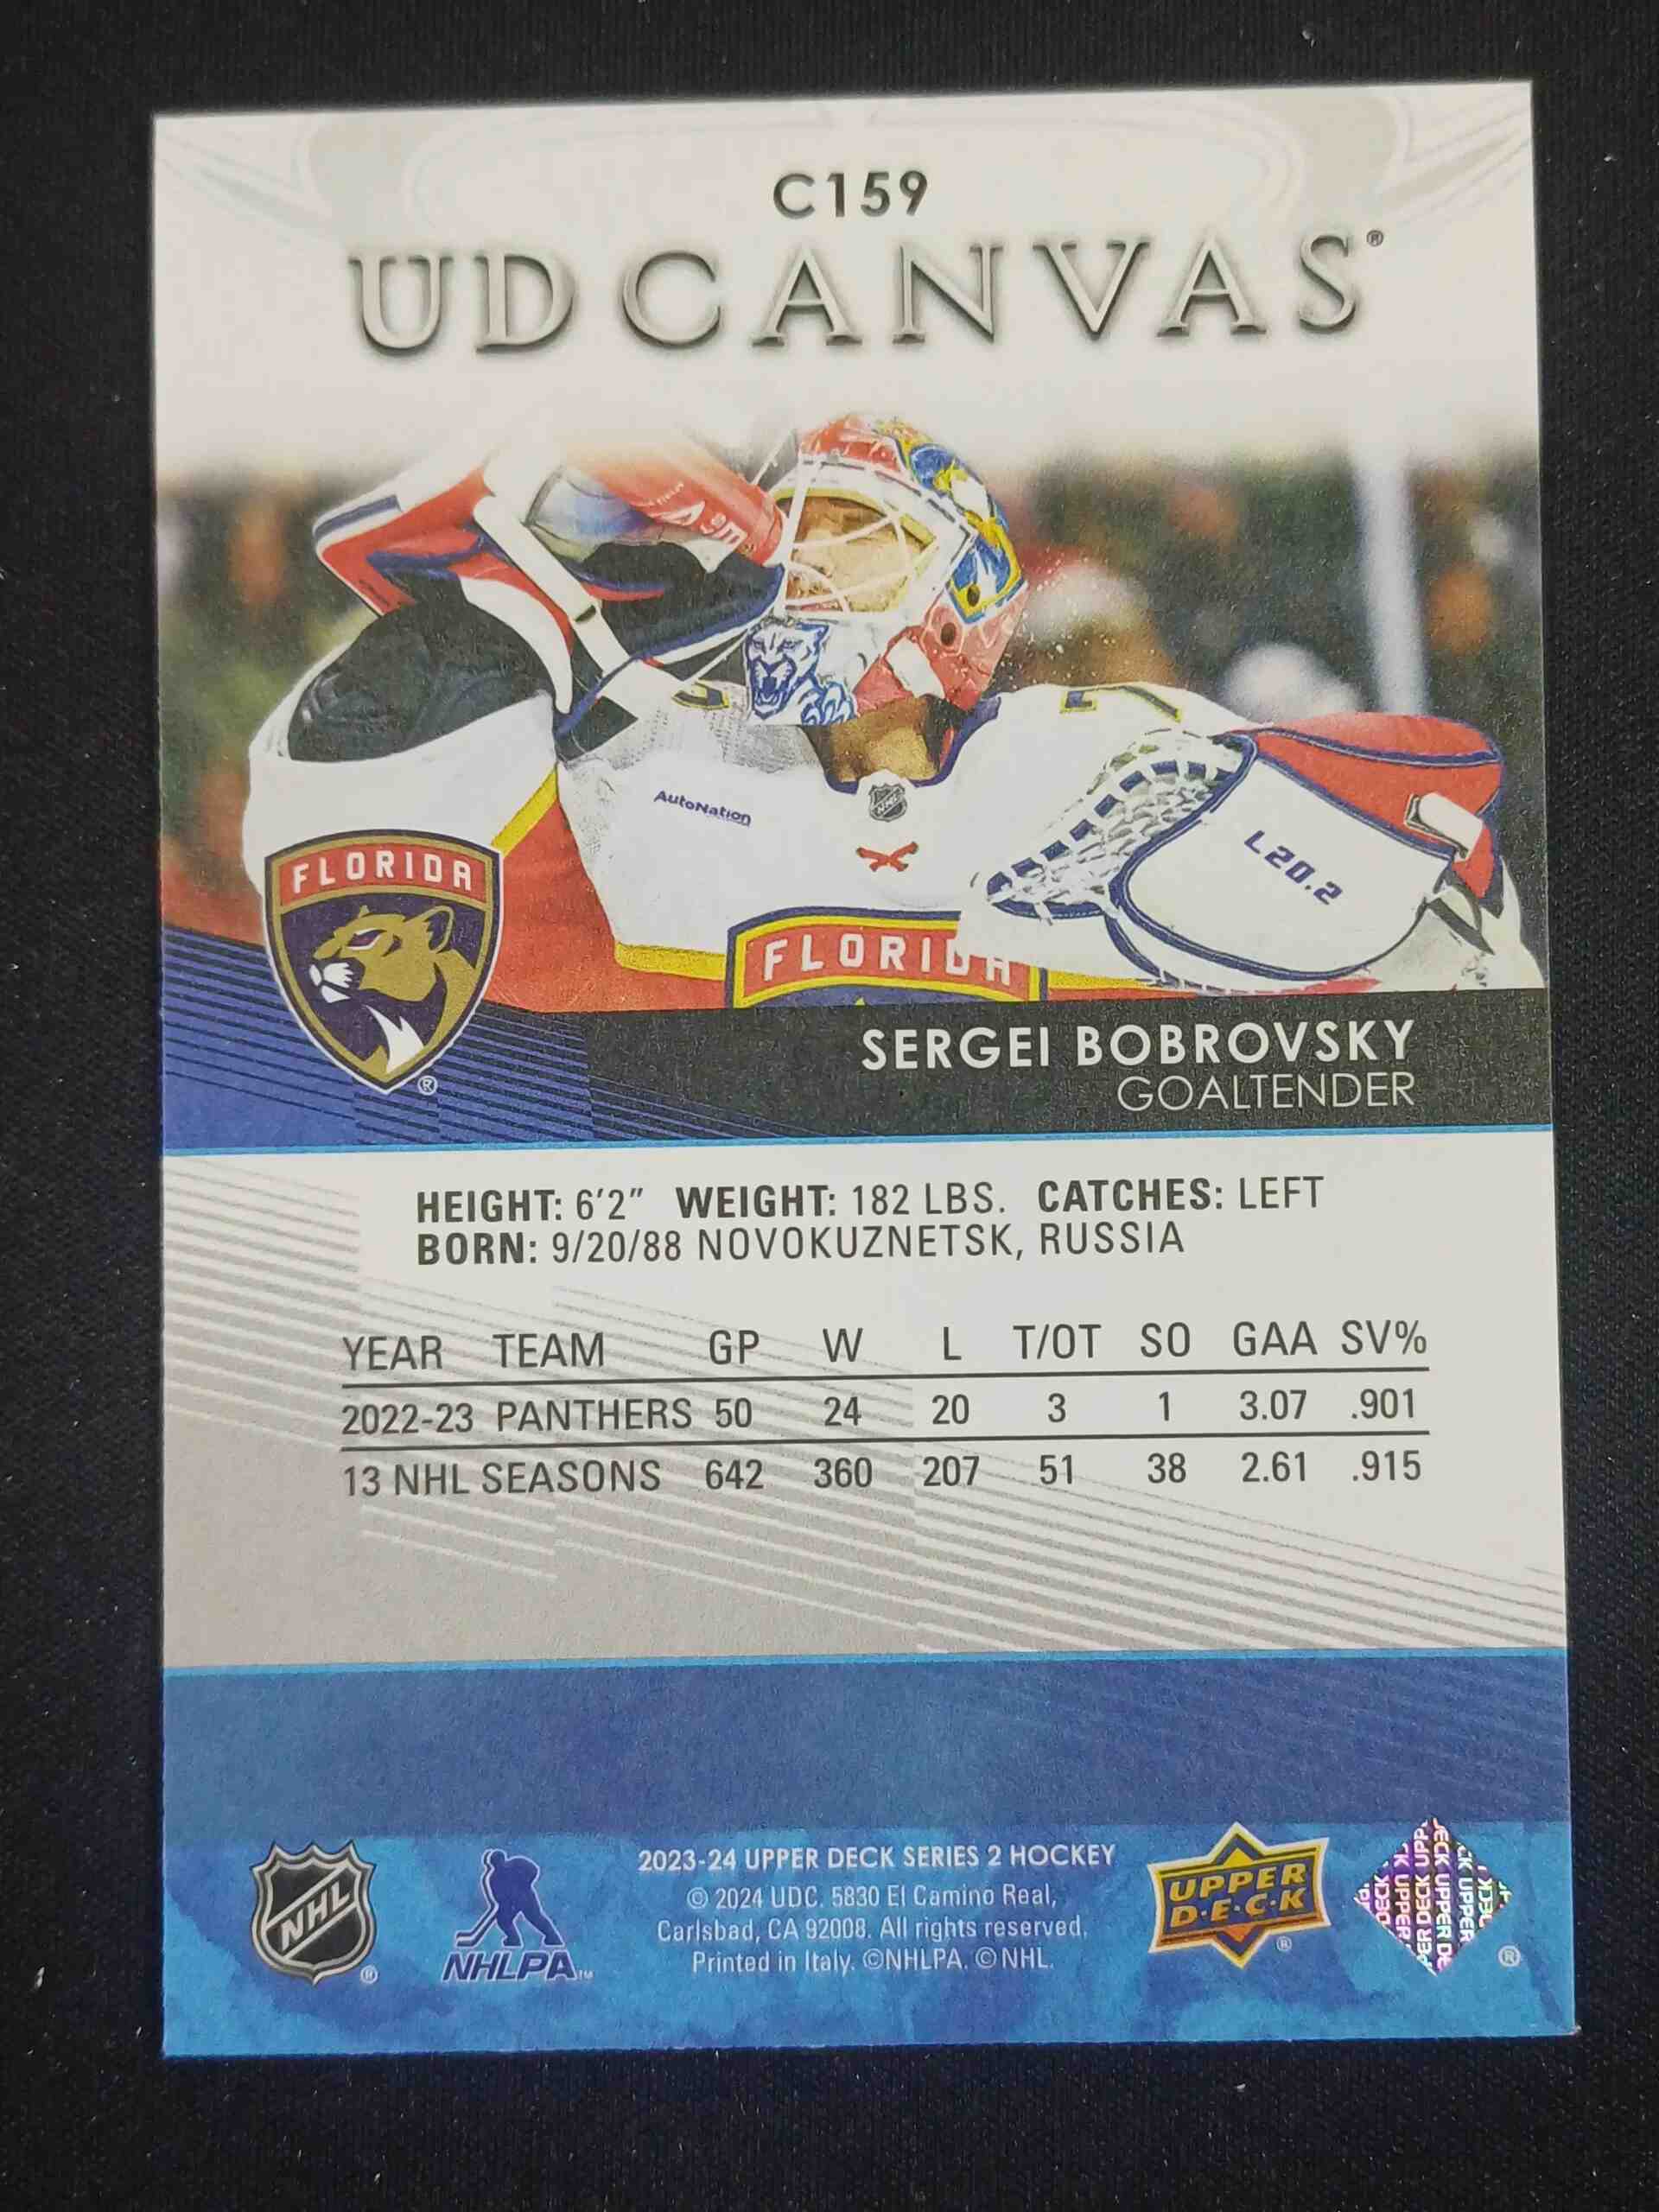 C159
UD CANVAS®
AutoNation
NHL
L20.2
FLORIDA
FLORIDA
®
SERGEI BOBROVSKY
GOALTENDER
HEIGHT: 6'2" WEIGHT: 182 LBS. CATCHES: LEFT
BORN: 9/20/88 NOVOKUZNETSK, RUSSIA
YEAR TEAM GP W L T/OT SO GAA SV%
2022-23 PANTHERS 50 24 20 3 1 3.07 .901
13 NHL SEASONS 642 360 207 51 38 2.61 .915
NHL ®
NHLPA™
2023-24 UPPER DECK SERIES 2 HOCKEY
© 2024 UDC. 5830 El Camino Real,
Carlsbad, CA 92008. All rights reserved.
Printed in Italy. ©NHLPA. © NHL.
UPPER
D·E·C·K
®
UPPER DECK
®